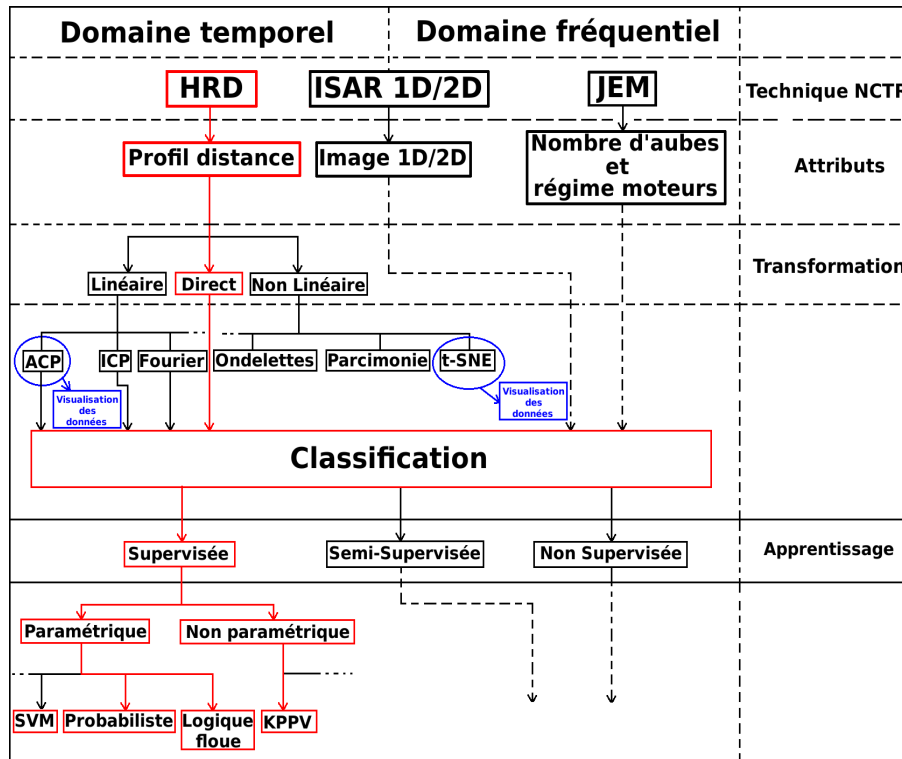 Domaine temporel
Domaine fréquentiel
HRD
ISAR 1D/2D
JEM
Technique NCTR
Profil distance
Image 1D/2D
Nombre d'aubes
et
régime moteurs
Attributs
Linéaire
Direct
Non Linéaire
Transformation
ACP
ICP
Fourier
Ondelettes
Parcimonie
t-SNE
Visualisation
des
données
Visualisation
des
données
Classification
Supervisée
Semi-Supervisée
Non Supervisée
Apprentissage
Paramétrique
Non paramétrique
SVM
Probabiliste
Logique
floue
KPPV